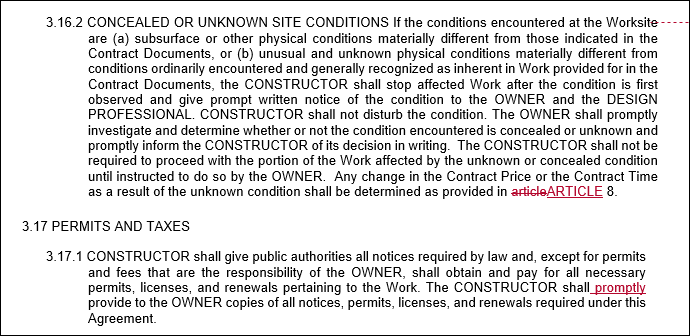 3.16.2 CONCEALED OR UNKNOWN SITE CONDITIONS If the conditions encountered at the Worksite
are (a) subsurface or other physical conditions materially different from those indicated in the
Contract Documents, or (b) unusual and unknown physical conditions materially different from
conditions ordinarily encountered and generally recognized as inherent in Work provided for in the
Contract Documents, the CONSTRUCTOR shall stop affected Work after the condition is first
observed and give prompt written notice of the condition to the OWNER and the DESIGN
PROFESSIONAL. CONSTRUCTOR shall not disturb the condition. The OWNER shall promptly
investigate and determine whether or not the condition encountered is concealed or unknown and
promptly inform the CONSTRUCTOR of its decision in writing.  The CONSTRUCTOR shall not be
required to proceed with the portion of the Work affected by the unknown or concealed condition
until instructed to do so by the OWNER.  Any change in the Contract Price or the Contract Time
as a result of the unknown condition shall be determined as provided in articleARTICLE 8.
3.17 PERMITS AND TAXES
3.17.1 CONSTRUCTOR shall give public authorities all notices required by law and, except for permits
and fees that are the responsibility of the OWNER, shall obtain and pay for all necessary
permits, licenses, and renewals pertaining to the Work. The CONSTRUCTOR shall promptly
provide to the OWNER copies of all notices, permits, licenses, and renewals required under this
Agreement.